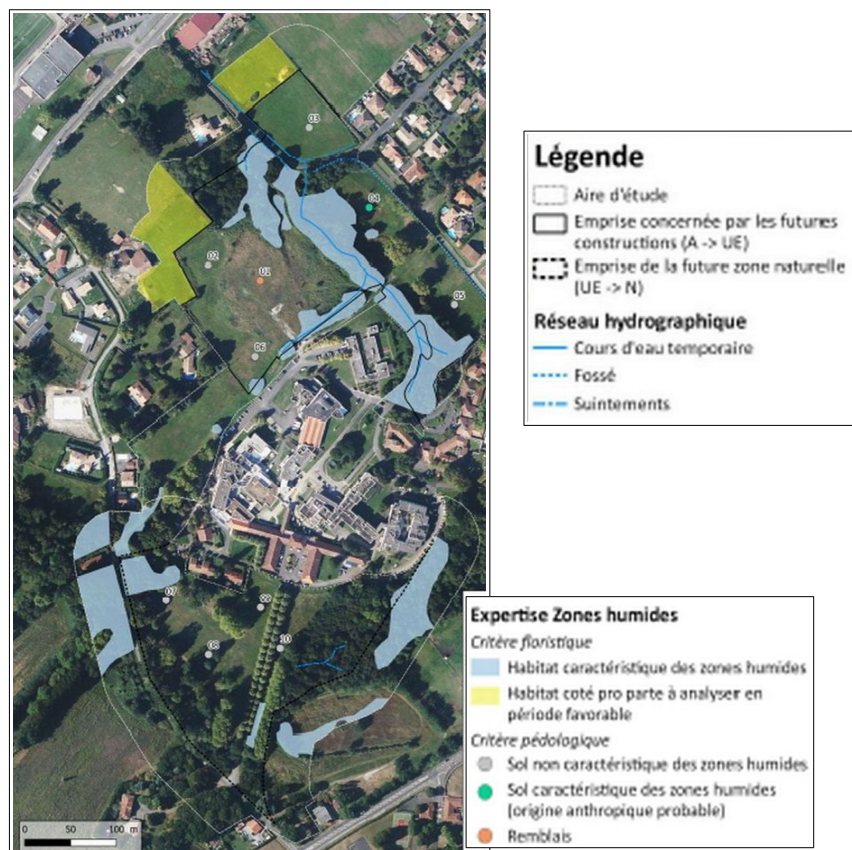 03
04
02
01
05
06
07
09
08
10
0 50 100 m
Légende
Aire d'étude
Emprise concernée par les futures
constructions (A -> UE)
Emprise de la future zone naturelle
(UE -> N)
Réseau hydrographique
Cours d'eau temporaire
Fossé
Suintements
Expertise Zones humides
Critère floristique
Habitat caractéristique des zones humides
Habitat coté pro parte à analyser en
période favorable
Critère pédologique
Sol non caractéristique des zones humides
Sol caractéristique des zones humides
(origine anthropique probable)
Remblais